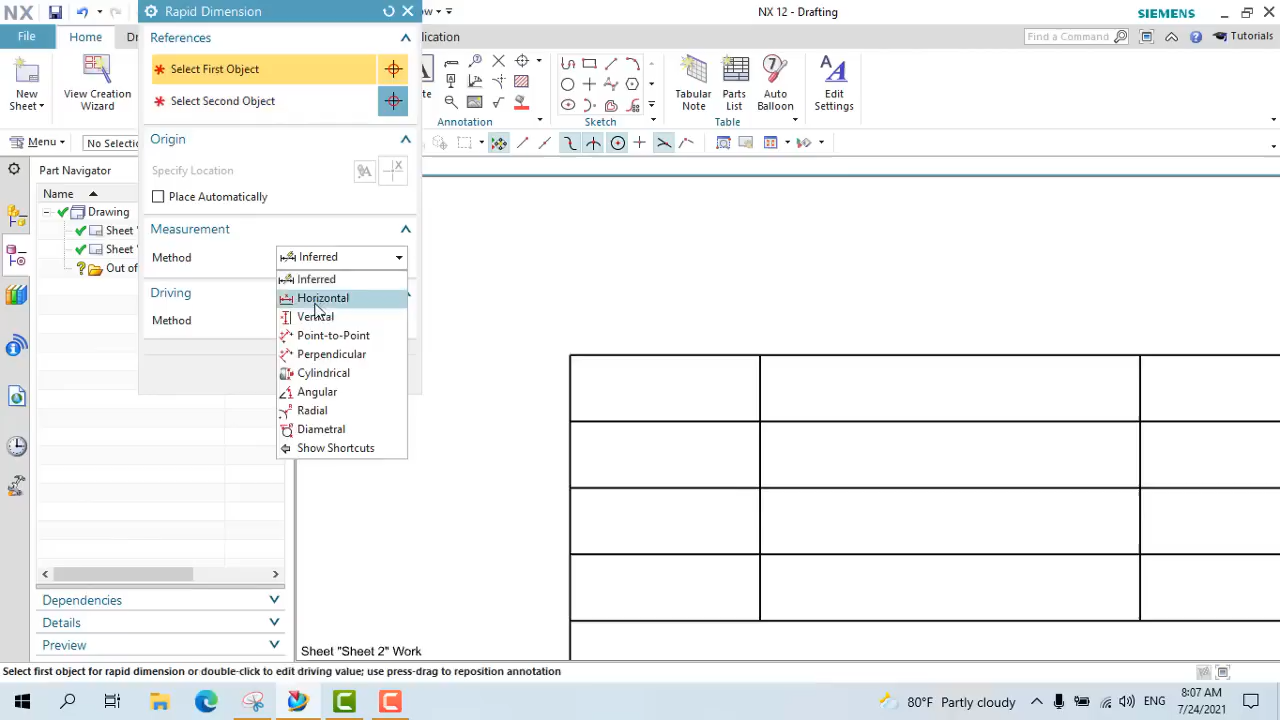 NX
Rapid Dimension
ow
NX 12 - Drafting
SIEMENS
File
Home
Dr
lication
Find a Command
Tutorials
References
Select First Object
Select Second Object
New
Sheet
View Creation
Wizard
te
Annotation
Sketch
Tabular
Note
Parts
List
Auto
Balloon
Edit
Settings
Table
Menu
No Selectio
Origin
Specify Location
Place Automatically
Part Navigator
Name
Drawing
Sheet "
Sheet "
Out of
Measurement
Method
Inferred
Inferred
Horizontal
Vertical
Point-to-Point
Perpendicular
Cylindrical
Angular
Radial
Diametral
Show Shortcuts
Driving
Method
Dependencies
Details
Preview
Sheet "Sheet 2" Work
Select first object for rapid dimension or double-click to edit driving value; use press-drag to reposition annotation
80°F Partly cloudy
ENG
8:07 AM
7/24/2021